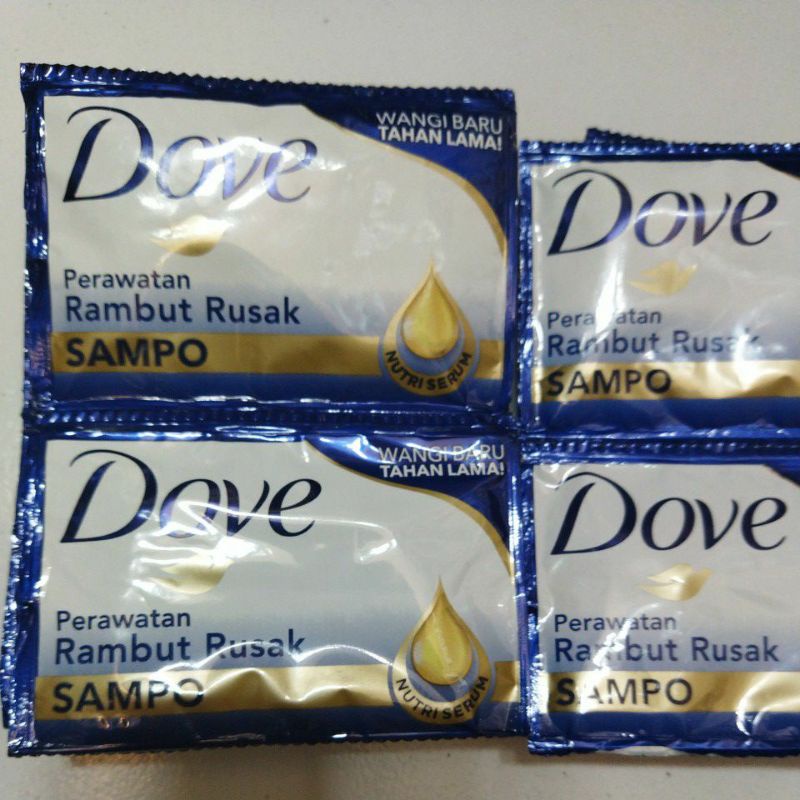 Dove
WANGI BARU
TAHAN LAMA!
Perawatan
Rambut Rusak
SAMPO
NUTRI SERUM
Dove
Perawatan
Rambut Rusak
SAMPO
Dove
WANGI BARU
TAHAN LAMA!
Perawatan
Rambut Rusak
SAMPO
NUTRI SERUM
Dove
Perawatan
Rambut Rusak
SAMPO